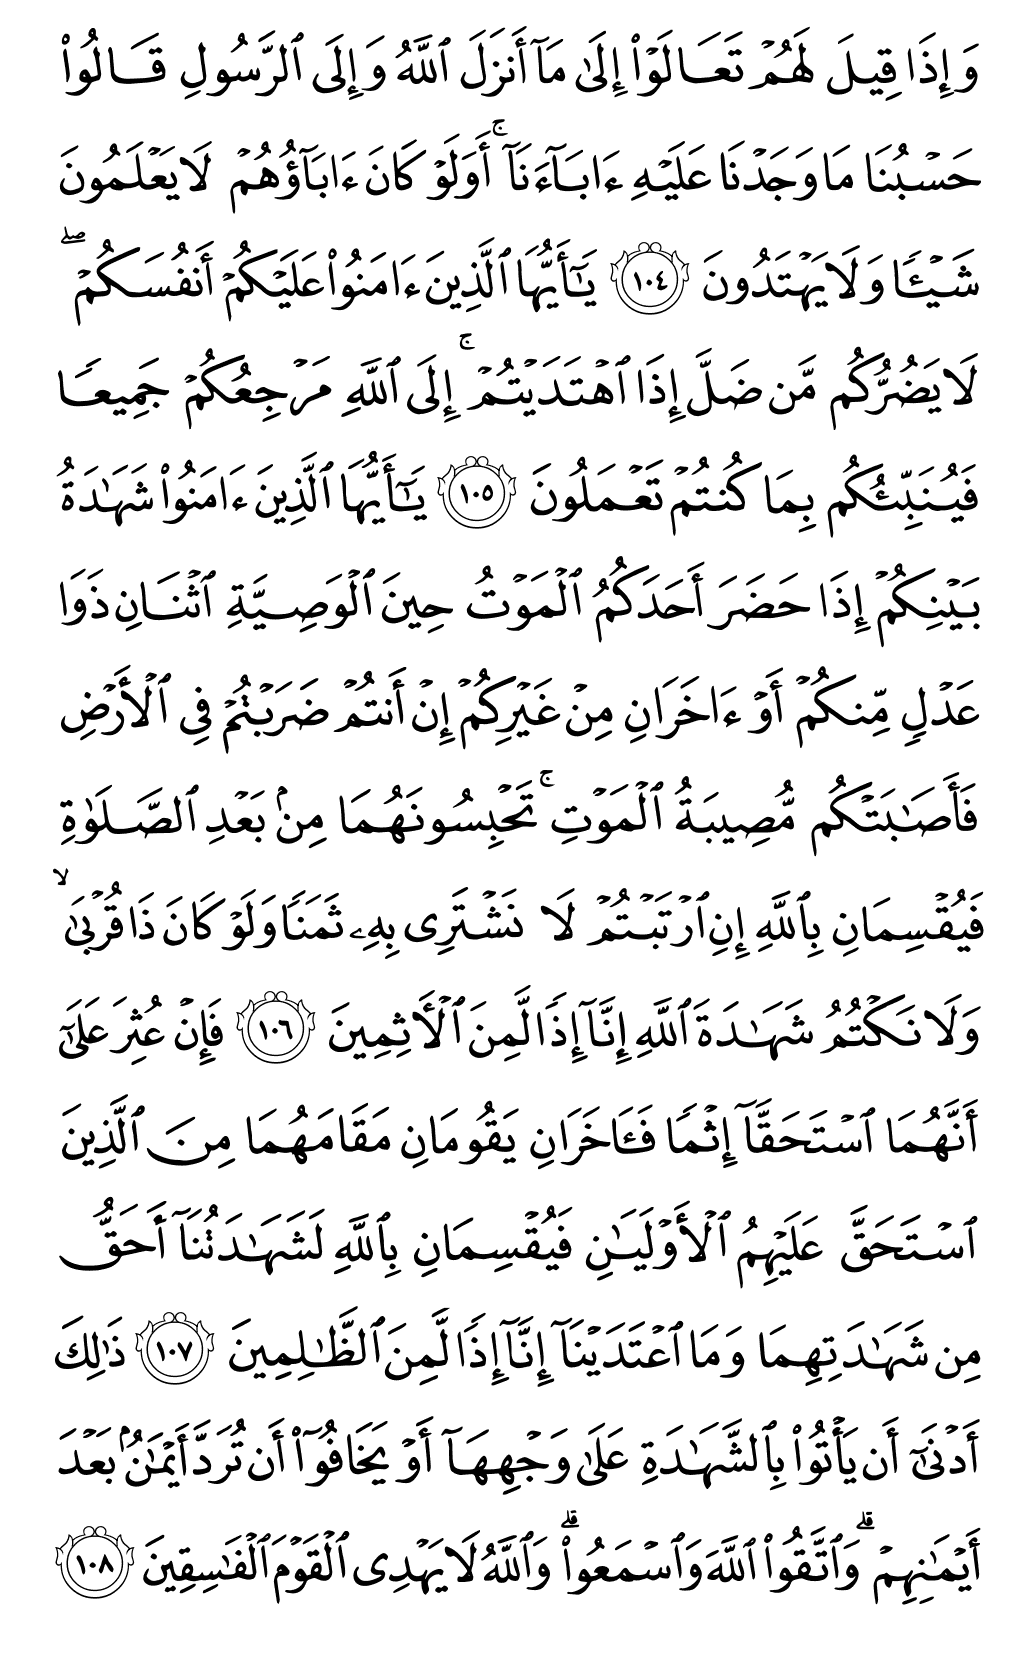 وَإِذَا قِيلَ لَهُمۡ تَعَالَوۡاْ إِلَىٰ مَآ أَنزَلَ ٱللَّهُ وَإِلَى ٱلرَّسُولِ قَالُواْ
حَسۡبُنَا مَا وَجَدۡنَا عَلَيۡهِ ءَابَآءَنَآۚ أَوَلَوۡ كَانَ ءَابَآؤُهُمۡ لَا يَعۡلَمُونَ
شَيۡـٔٗا وَلَا يَهۡتَدُونَ ١٠٤ يَـٰٓأَيُّهَا ٱلَّذِينَ ءَامَنُواْ عَلَيۡكُمۡ أَنفُسَكُمۡۖ
لَا يَضُرُّكُم مَّن ضَلَّ إِذَا ٱهۡتَدَيۡتُمۡۚ إِلَى ٱللَّهِ مَرۡجِعُكُمۡ جَمِيعٗا
فَيُنَبِّئُكُم بِمَا كُنتُمۡ تَعۡمَلُونَ ١٠٥ يَـٰٓأَيُّهَا ٱلَّذِينَ ءَامَنُواْ شَهَٰدَةُ
بَيۡنِكُمۡ إِذَا حَضَرَ أَحَدَكُمُ ٱلۡمَوۡتُ حِينَ ٱلۡوَصِيَّةِ ٱثۡنَانِ ذَوَا
عَدۡلٖ مِّنكُمۡ أَوۡ ءَاخَرَانِ مِنۡ غَيۡرِكُمۡ إِنۡ أَنتُمۡ ضَرَبۡتُمۡ فِي ٱلۡأَرۡضِ
فَأَصَٰبَتۡكُم مُّصِيبَةُ ٱلۡمَوۡتِۚ تَحۡبِسُونَهُمَا مِنۢ بَعۡدِ ٱلصَّلَوٰةِ
فَيُقۡسِمَانِ بِٱللَّهِ إِنِ ٱرۡتَبۡتُمۡ لَا نَشۡتَرِي بِهِۦ ثَمَنٗا وَلَوۡ كَانَ ذَا قُرۡبَىٰ ۙ
وَلَا نَكۡتُمُ شَهَٰدَةَ ٱللَّهِ إِنَّآ إِذٗا لَّمِنَ ٱلۡأٓثِمِينَ ١٠٦ فَإِنۡ عُثِرَ عَلَىٰٓ
أَنَّهُمَا ٱسۡتَحَقَّآ إِثۡمٗا فَـَٔاخَرَانِ يَقُومَانِ مَقَامَهُمَا مِنَ ٱلَّذِينَ
ٱسۡتَحَقَّ عَلَيۡهِمُ ٱلۡأَوۡلَيَٰنِ فَيُقۡسِمَانِ بِٱللَّهِ لَشَهَٰدَتُنَآ أَحَقُّ
مِن شَهَٰدَتِهِمَا وَمَا ٱعۡتَدَيۡنَآ إِنَّآ إِذٗا لَّمِنَ ٱلظَّٰلِمِينَ ١٠٧ ذَٰلِكَ
أَدۡنَىٰٓ أَن يَأۡتُواْ بِٱلشَّهَٰدَةِ عَلَىٰ وَجۡهِهَآ أَوۡ يَخَافُوٓاْ أَن تُرَدَّ أَيۡمَٰنُۢ بَعۡدَ
أَيۡمَٰنِهِمۡۗ وَٱتَّقُواْ ٱللَّهَ وَٱسۡمَعُواْۗ وَٱللَّهُ لَا يَهۡدِي ٱلۡقَوۡمَ ٱلۡفَٰسِقِينَ ١٠٨